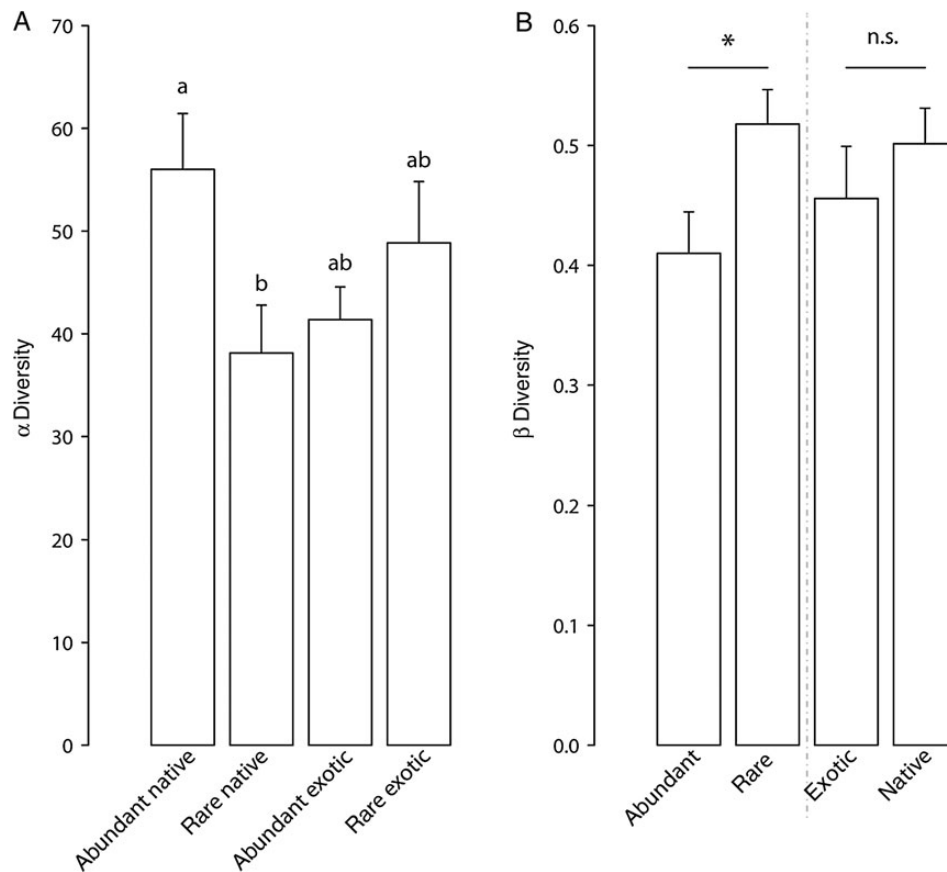 A
α Diversity
70
60
50
40
30
20
10
0
a
b
ab
ab
Abundant native
Rare native
Abundant exotic
Rare exotic
B
β Diversity
0.6
0.5
0.4
0.3
0.2
0.1
0.0
*
n.s.
Abundant
Rare
Exotic
Native